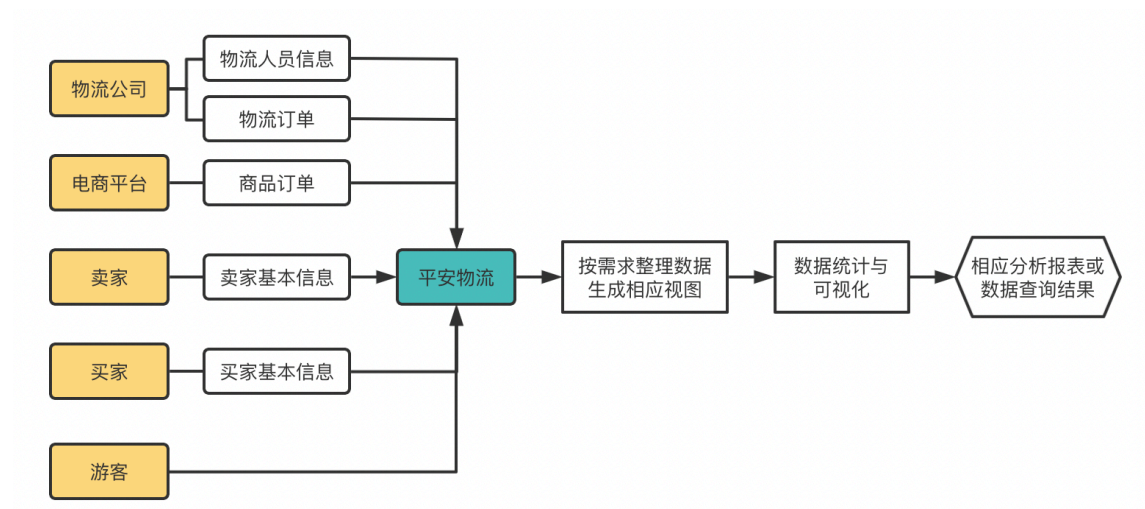 物流公司
物流人员信息
物流订单
电商平台
商品订单
卖家
卖家基本信息
平安物流
按需求整理数据
生成相应视图
数据统计与
可视化
相应分析报表或
数据查询结果
买家
买家基本信息
游客